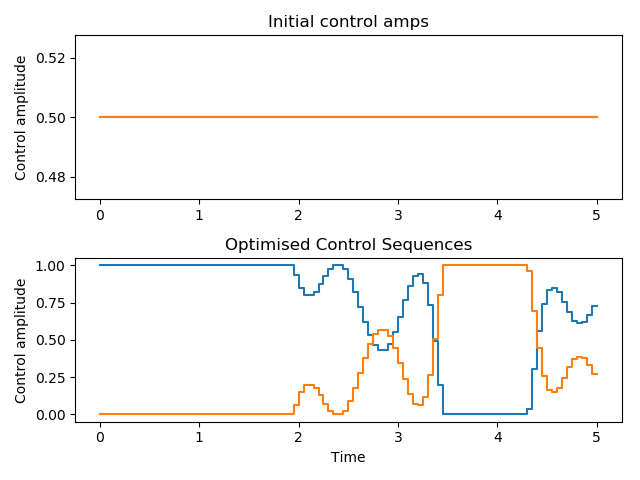 Initial control amps
Control amplitude
0.52
0.50
0.48
0 1 2 3 4 5
Optimised Control Sequences
Control amplitude
1.00
0.75
0.50
0.25
0.00
0 1 2 3 4 5
Time